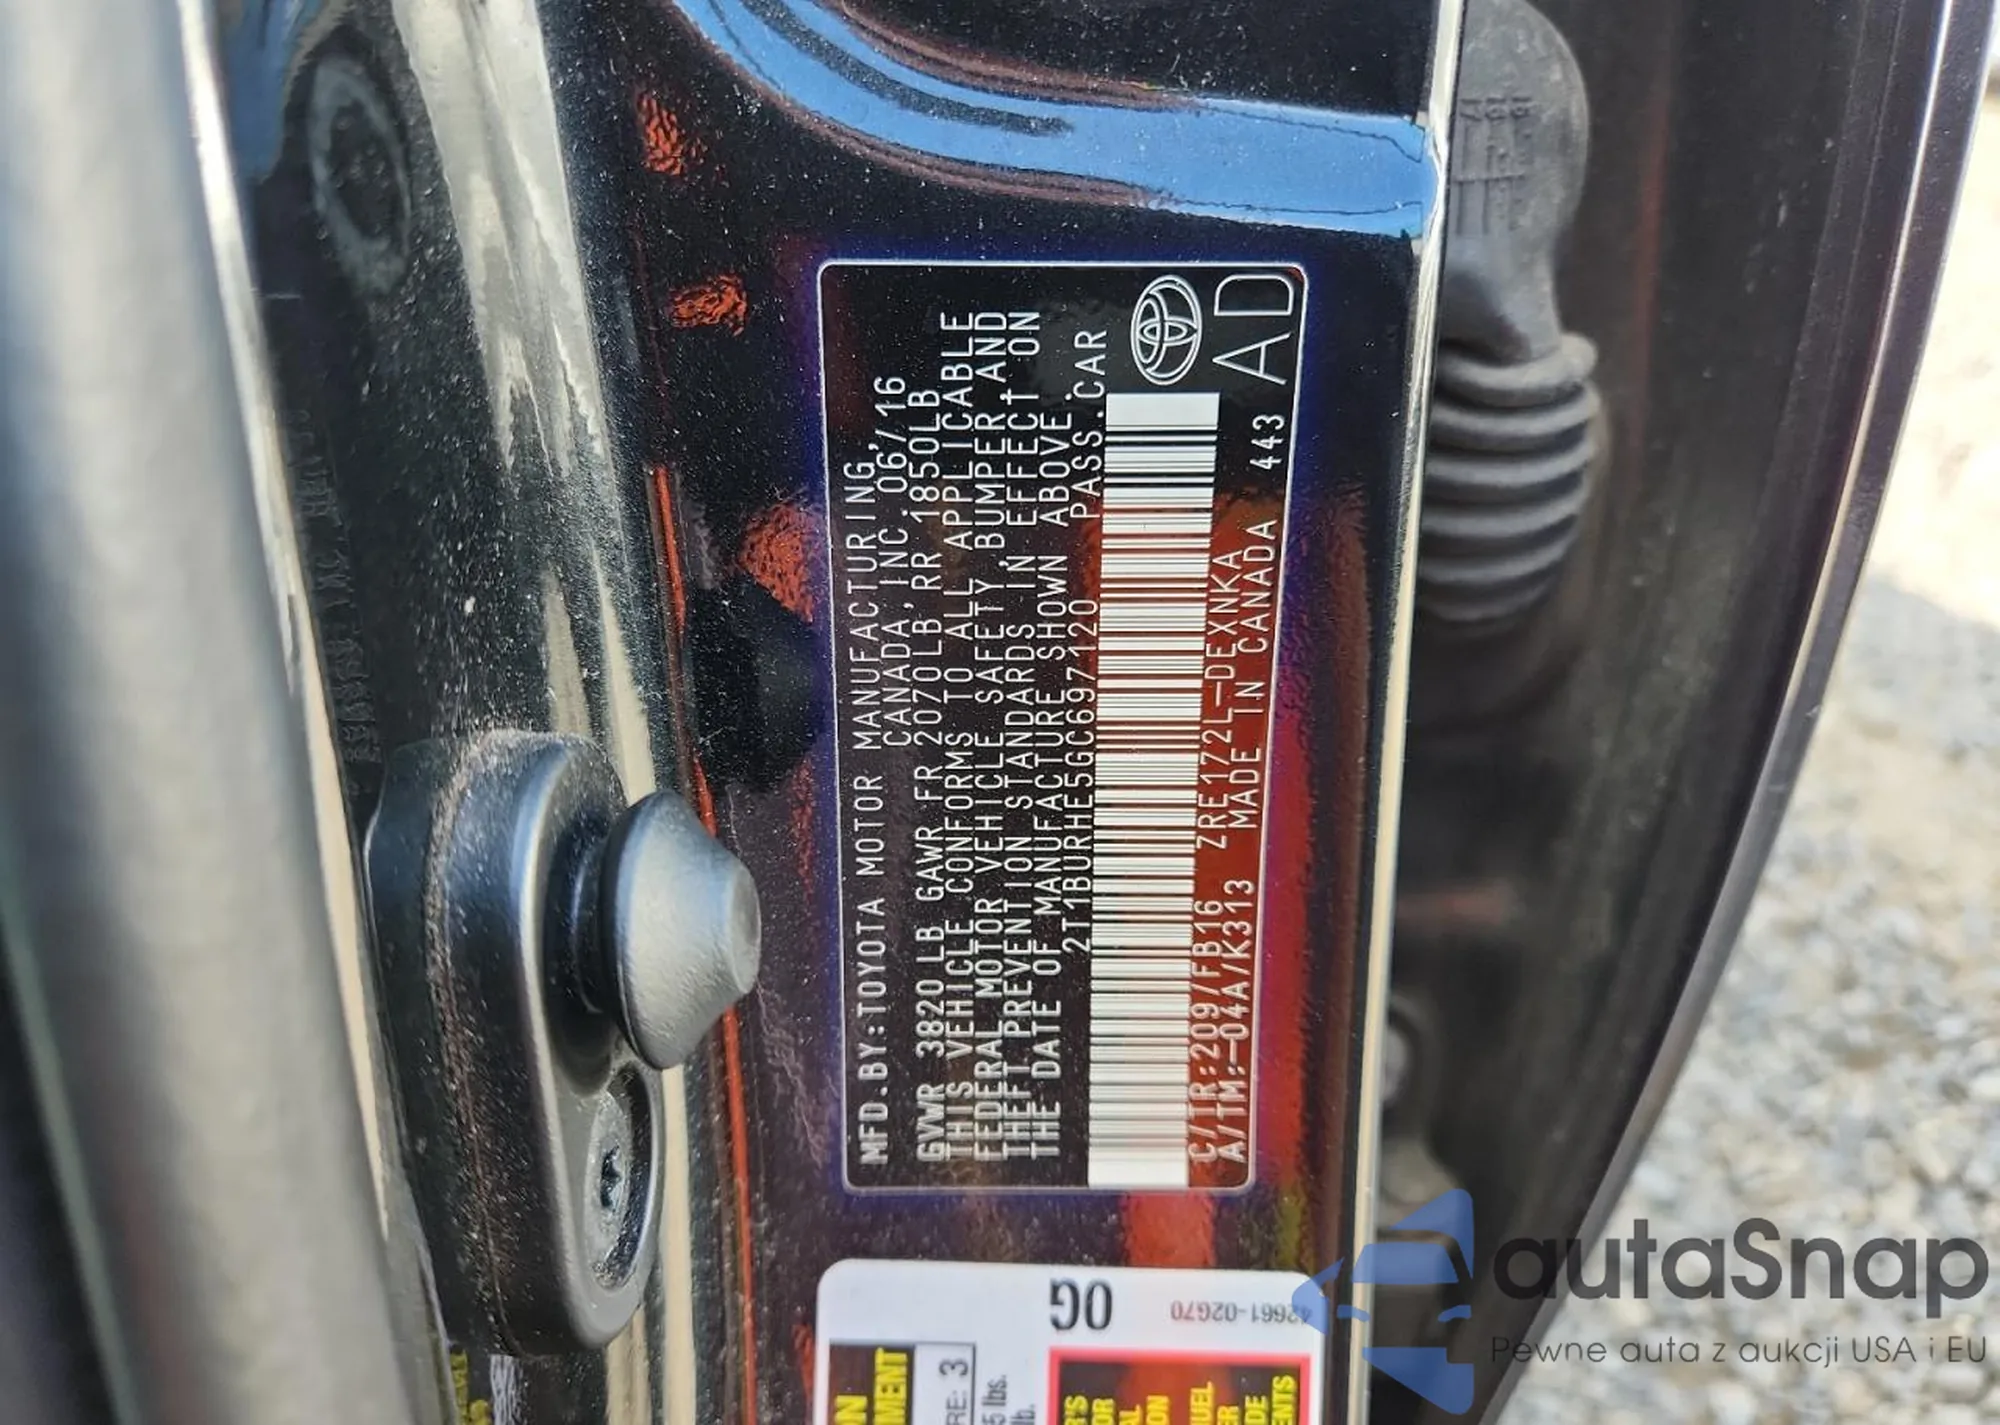 MFD.BY:TOYOTA MOTOR MANUFACTURING
CANADA,INC.06/16
GVWR 3820LB GAWR FR 2070LB RR 1850LB
THIS VEHICLE CONFORMS TO ALL APPLICABLE
FEDERAL MOTOR VEHICLE SAFETY,BUMPER AND
THEFT PREVENTION STANDARDS IN EFFECT ON
THE DATE OF MANUFACTURE SHOWN ABOVE.
2T1BURHE5GC697120 PASS.CAR
C/TR:209/FB16 ZRE172L-DEXNKA
A/TM:-04A/K313 MADE IN CANADA 443
AD
0G
42661-02G70
3
autaSnap
Pewne auta z aukcji USA i EU